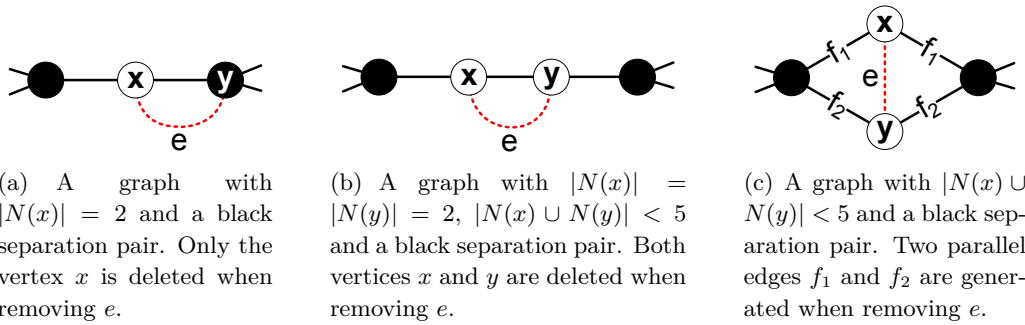 x
y
e
x
y
e
x
f1
f1
e
f2
f2
y
(a) A graph with
|N(x)| = 2 and a black
separation pair. Only the
vertex x is deleted when
removing e.
(b) A graph with |N(x)| =
|N(y)| = 2, |N(x) ∪ N(y)| < 5
and a black separation pair. Both
vertices x and y are deleted when
removing e.
(c) A graph with |N(x) ∪
N(y)| < 5 and a black sep-
aration pair. Two parallel
edges f1 and f2 are gener-
ated when removing e.